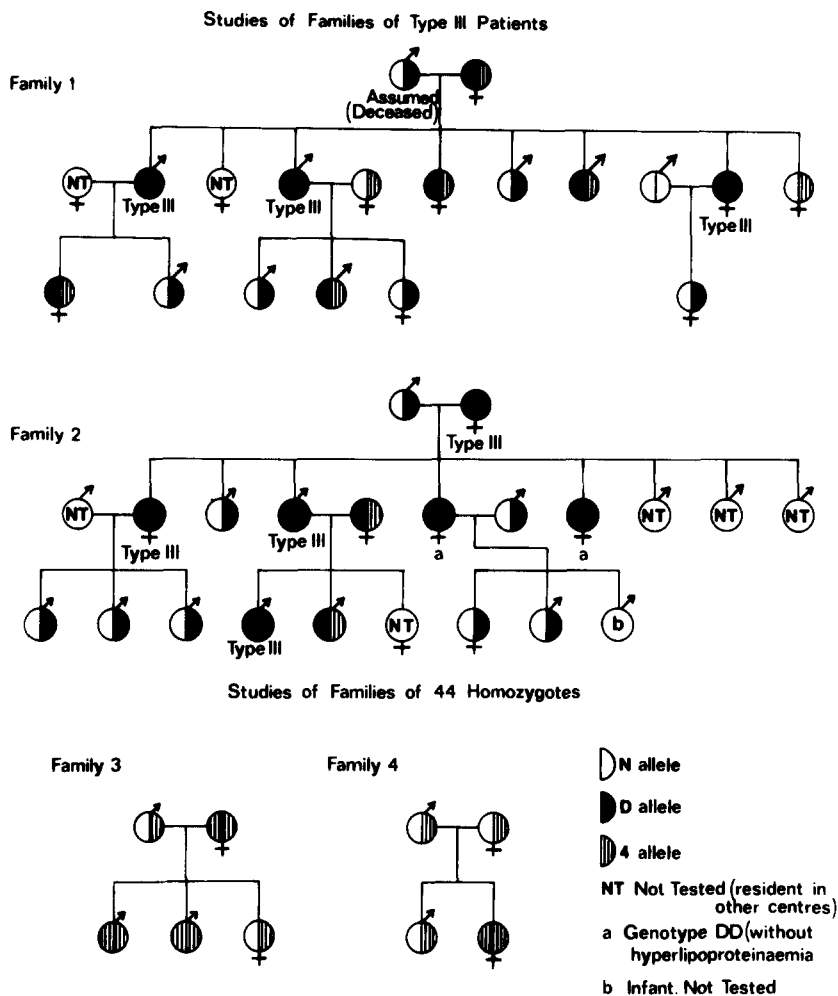 Studies of Families of Type III Patients
Family 1
Assumed
(Deceased)
NT
Type III
NT
Type III
Type III
Family 2
Type III
NT
Type III
Type III
a
a
NT
NT
NT
Type III
NT
b
Studies of Families of 44 Homozygotes
Family 3
Family 4
N allele
D allele
4 allele
NT Not Tested (resident in
other centres)
a Genotype DD (without
hyperlipoproteinaemia
b Infant. Not Tested